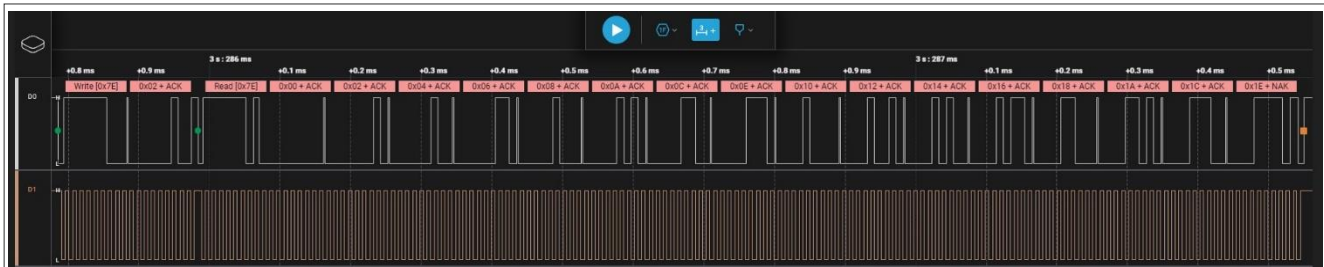 3 s : 286 ms
3 s : 287 ms
+0.8 ms +0.9 ms +0.1 ms +0.2 ms +0.3 ms +0.4 ms +0.5 ms +0.6 ms +0.7 ms +0.8 ms +0.9 ms +0.1 ms +0.2 ms +0.3 ms +0.4 ms +0.5 ms
Write [0x7E] 0x02 + ACK Read [0x7E] 0x00 + ACK 0x02 + ACK 0x04 + ACK 0x06 + ACK 0x08 + ACK 0x0A + ACK 0x0C + ACK 0x0E + ACK 0x10 + ACK 0x12 + ACK 0x14 + ACK 0x16 + ACK 0x18 + ACK 0x1A + ACK 0x1C + ACK 0x1E + NAK
D0 H
L
D1 H
L